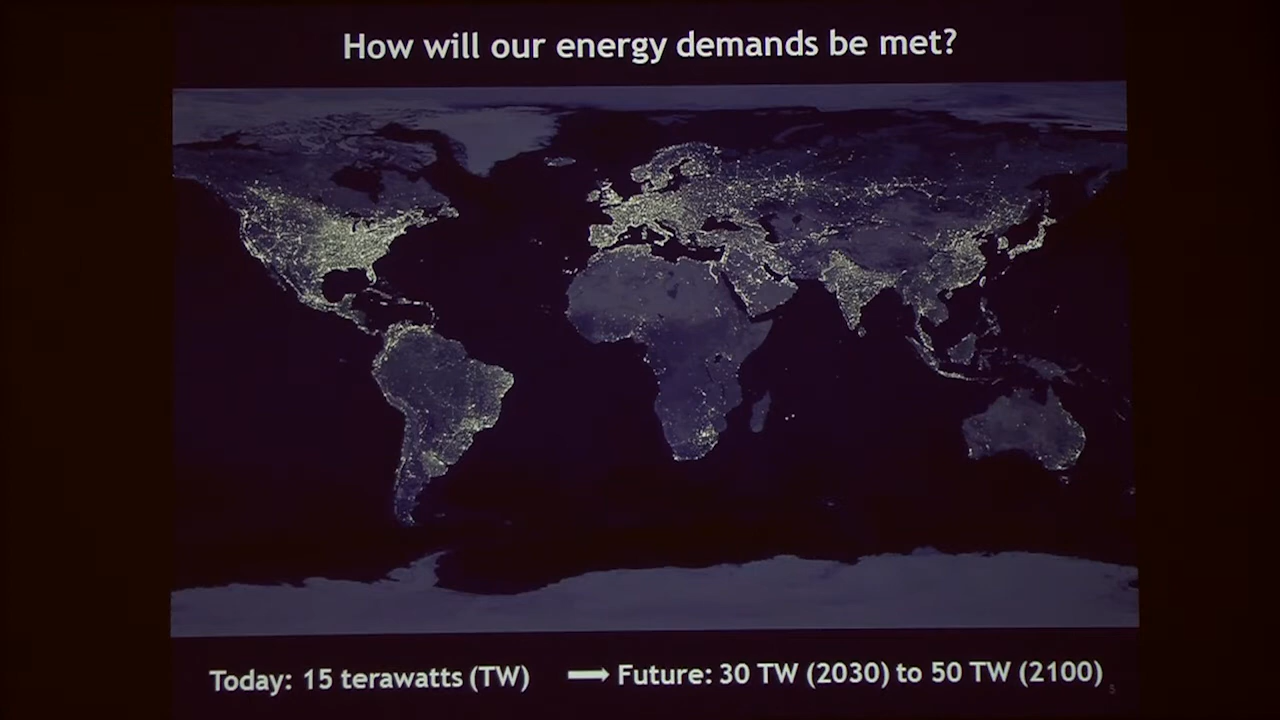 How will our energy demands be met?
Today: 15 terawatts (TW) ⟶ Future: 30 TW (2030) to 50 TW (2100)
5